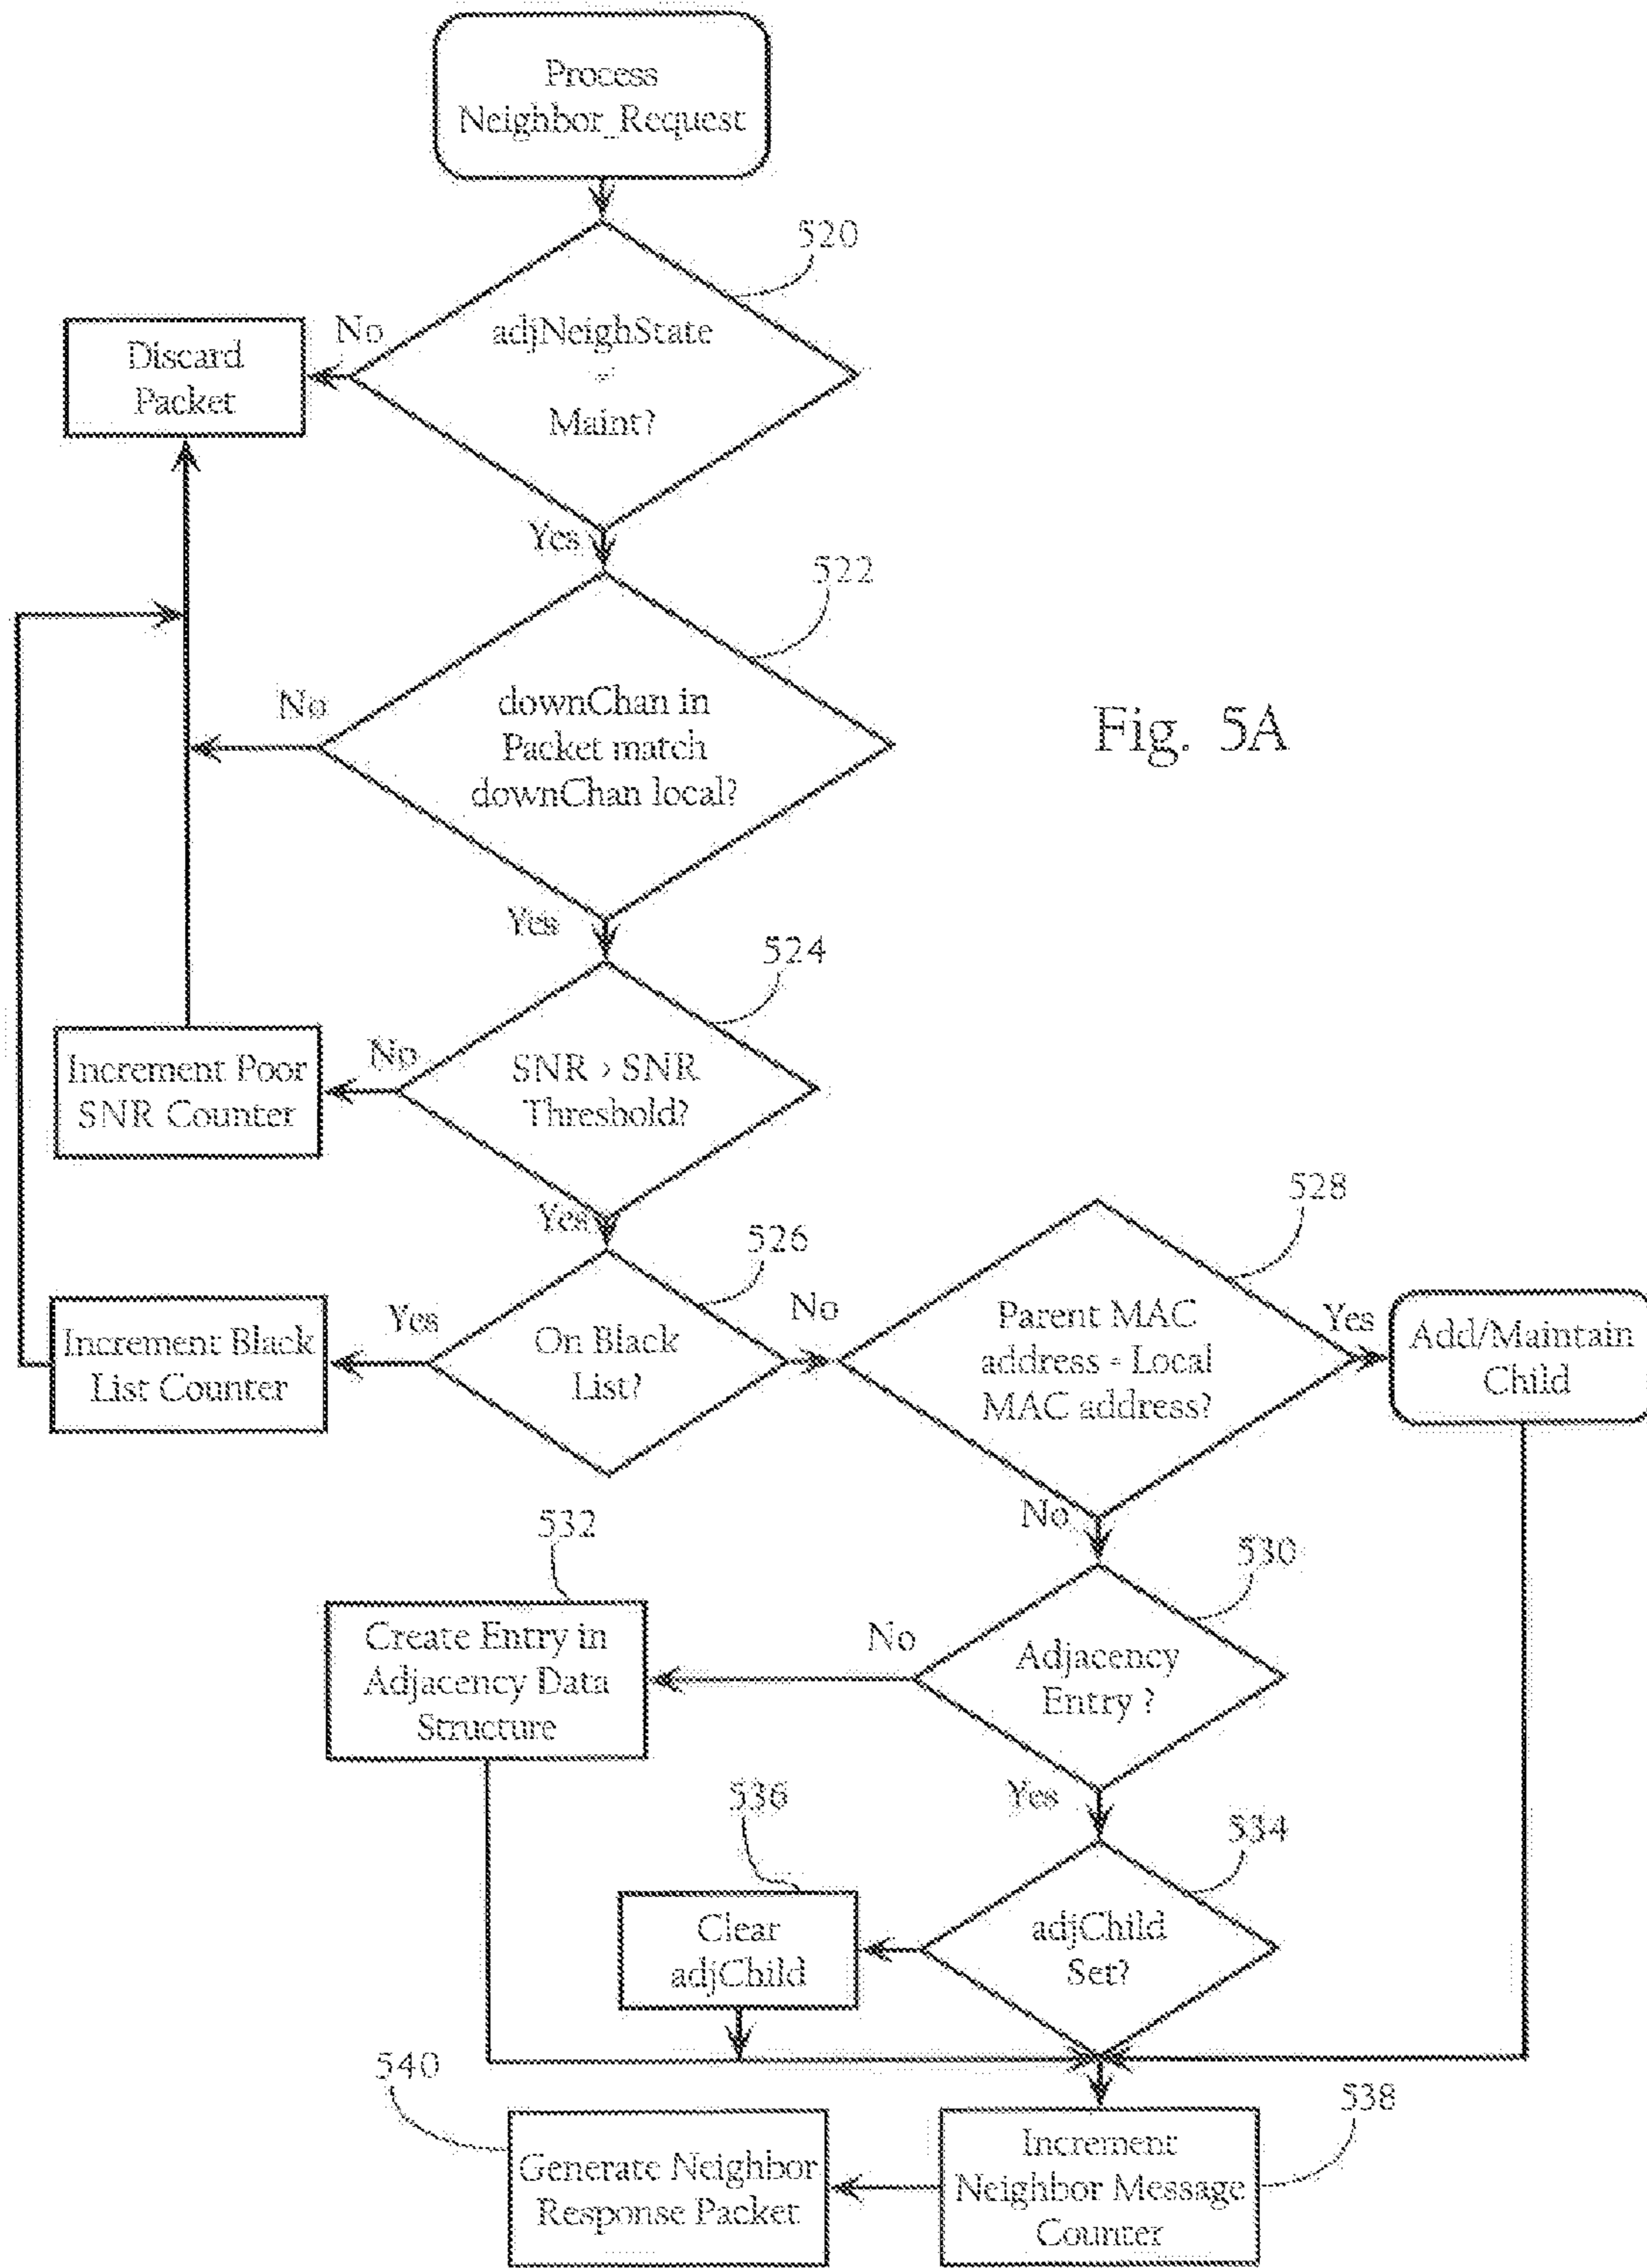 Process
Neighbor_Request
520
No
adjNeighState
=
Maint?
Discard
Packet
Yes
522
No
downChan in
Packet match
downChan local?
Fig. 5A
Yes
524
No
SNR > SNR
Threshold?
Increment Poor
SNR Counter
Yes
526
528
Yes
No
On Black
List?
Increment Black
List Counter
Parent MAC
address = Local
MAC address?
Yes
Add/Maintain
Child
No
532
530
Create Entry in
Adjacency Data
Structure
No
Adjacency
Entry ?
Yes
536
534
Clear
adjChild
adjChild
Set?
540
538
Generate Neighbor
Response Packet
Increment
Neighbor Message
Counter